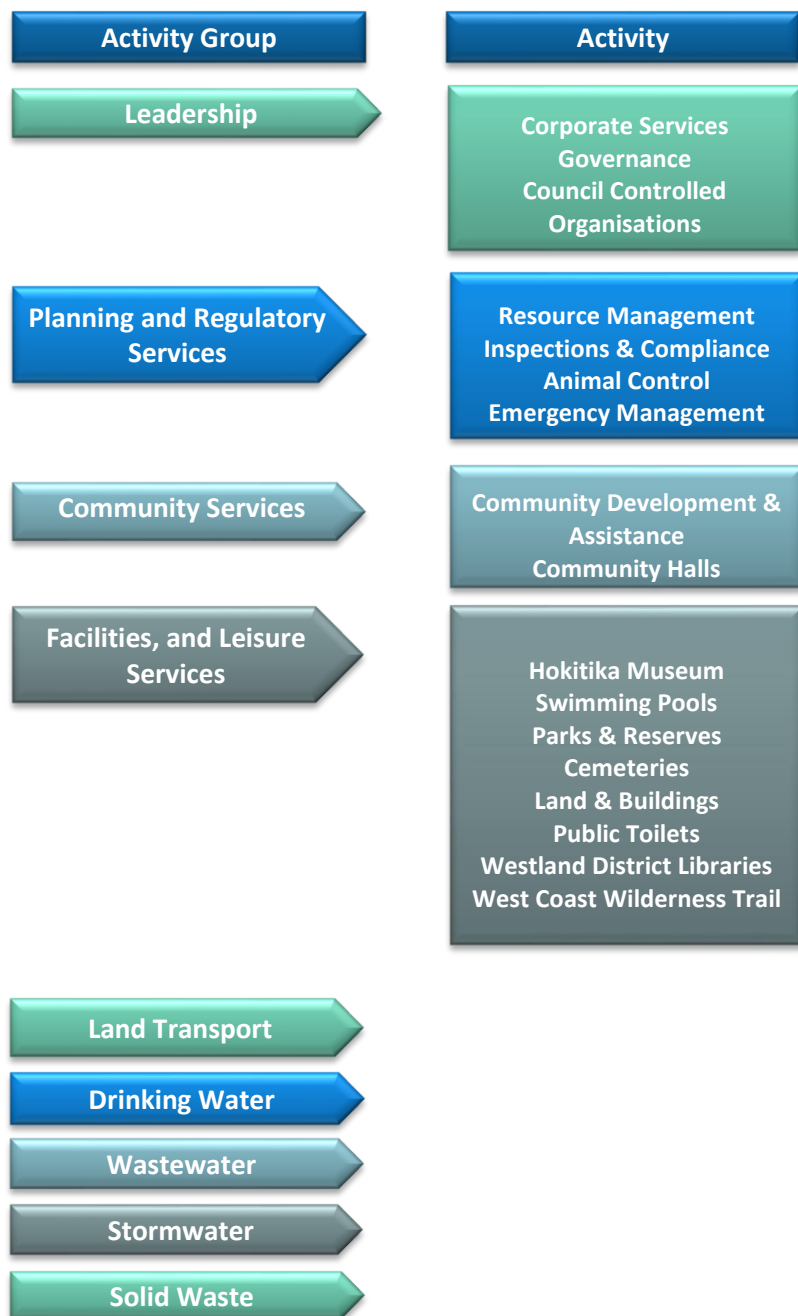 Activity Group
Activity
Leadership
Corporate Services
Governance
Council Controlled
Organisations
Planning and Regulatory
Services
Resource Management
Inspections & Compliance
Animal Control
Emergency Management
Community Services
Community Development &
Assistance
Community Halls
Facilities, and Leisure
Services
Hokitika Museum
Swimming Pools
Parks & Reserves
Cemeteries
Land & Buildings
Public Toilets
Westland District Libraries
West Coast Wilderness Trail
Land Transport
Drinking Water
Wastewater
Stormwater
Solid Waste